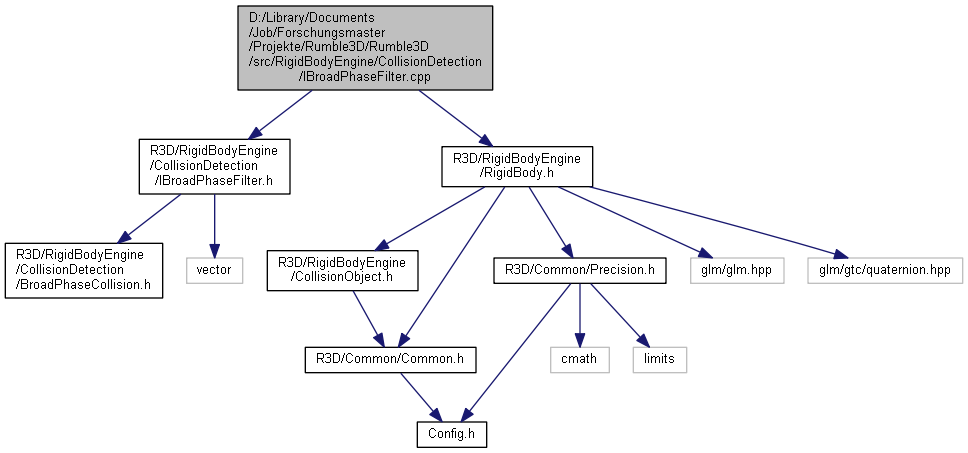 D:/Library/Documents
/Job/Forschungsmaster
/Projekte/Rumble3D/Rumble3D
/src/RigidBodyEngine/CollisionDetection
/IBroadPhaseFilter.cpp
R3D/RigidBodyEngine
/CollisionDetection
/IBroadPhaseFilter.h
R3D/RigidBodyEngine
/RigidBody.h
R3D/RigidBodyEngine
/CollisionDetection
/BroadPhaseCollision.h
vector
R3D/RigidBodyEngine
/CollisionObject.h
R3D/Common/Precision.h
glm/glm.hpp
glm/gtc/quaternion.hpp
R3D/Common/Common.h
cmath
limits
Config.h